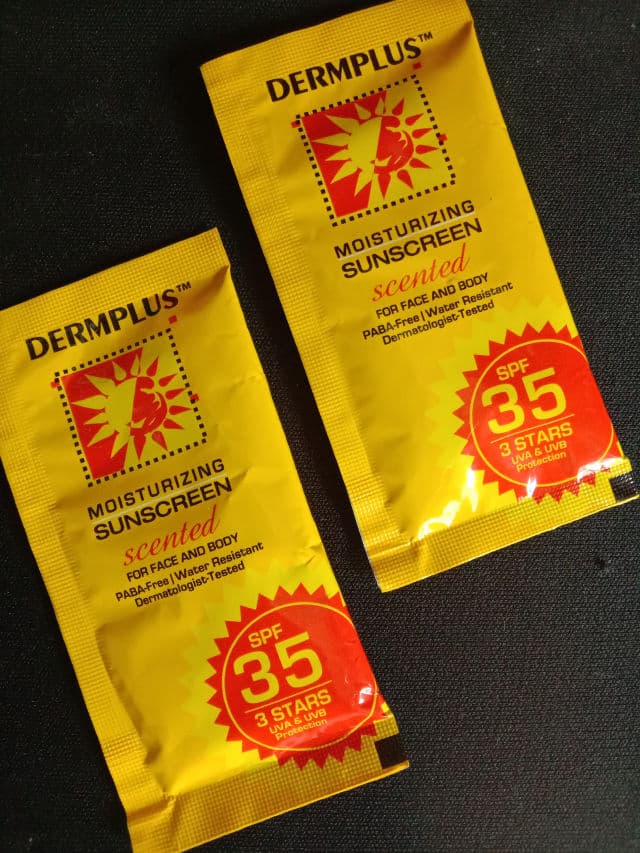 DERMPLUS™
MOISTURIZING
SUNSCREEN
scented
FOR FACE AND BODY
PABA-Free | Water Resistant
Dermatologist-Tested
SPF
35
3 STARS
UVA & UVB
Protection
DERMPLUS™
MOISTURIZING
SUNSCREEN
scented
FOR FACE AND BODY
PABA-Free | Water Resistant
Dermatologist-Tested
SPF
35
3 STARS
UVA & UVB
Protection